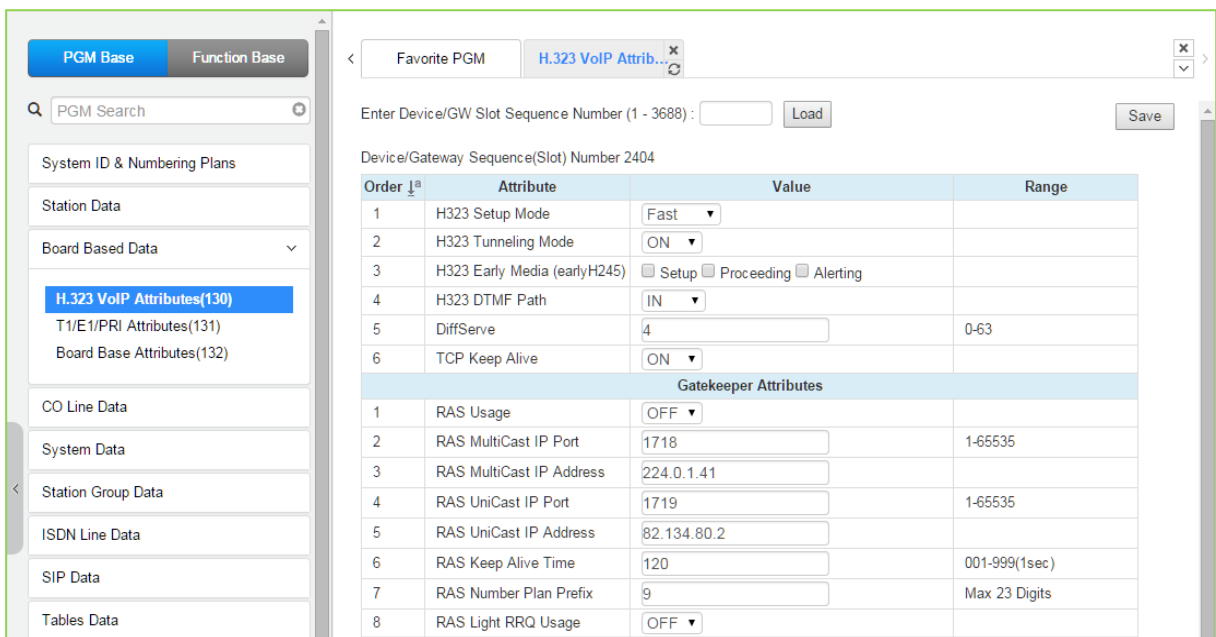 PGM Base
Function Base
PGM Search
System ID & Numbering Plans
Station Data
Board Based Data
H.323 VoIP Attributes(130)
T1/E1/PRI Attributes(131)
Board Base Attributes(132)
CO Line Data
System Data
Station Group Data
ISDN Line Data
SIP Data
Tables Data
Favorite PGM
H.323 VoIP Attrib...
Enter Device/GW Slot Sequence Number (1 - 3688) : Load
Save
Device/Gateway Sequence(Slot) Number 2404
Order Attribute Value Range
1 H323 Setup Mode Fast
2 H323 Tunneling Mode ON
3 H323 Early Media (earlyH245) Setup Proceeding Alerting
4 H323 DTMF Path IN
5 DiffServe 4 0-63
6 TCP Keep Alive ON
Gatekeeper Attributes
1 RAS Usage OFF
2 RAS MultiCast IP Port 1718 1-65535
3 RAS MultiCast IP Address 224.0.1.41
4 RAS UniCast IP Port 1719 1-65535
5 RAS UniCast IP Address 82.134.80.2
6 RAS Keep Alive Time 120 001-999(1sec)
7 RAS Number Plan Prefix 9 Max 23 Digits
8 RAS Light RRQ Usage OFF